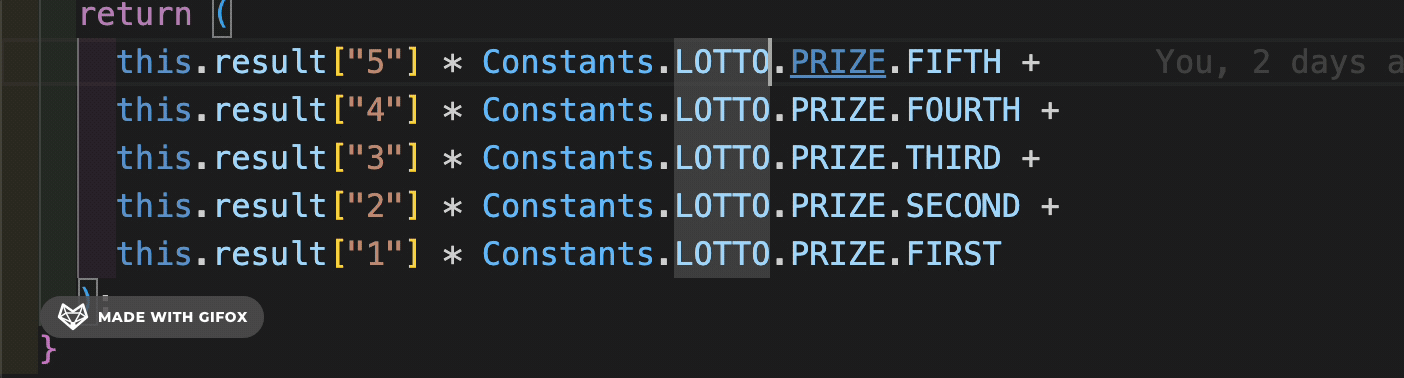 return (
this.result["5"] * Constants.LOTTO.PRIZE.FIFTH + You, 2 days a
this.result["4"] * Constants.LOTTO.PRIZE.FOURTH +
this.result["3"] * Constants.LOTTO.PRIZE.THIRD +
this.result["2"] * Constants.LOTTO.PRIZE.SECOND +
this.result["1"] * Constants.LOTTO.PRIZE.FIRST
);
MADE WITH GIFOX
}